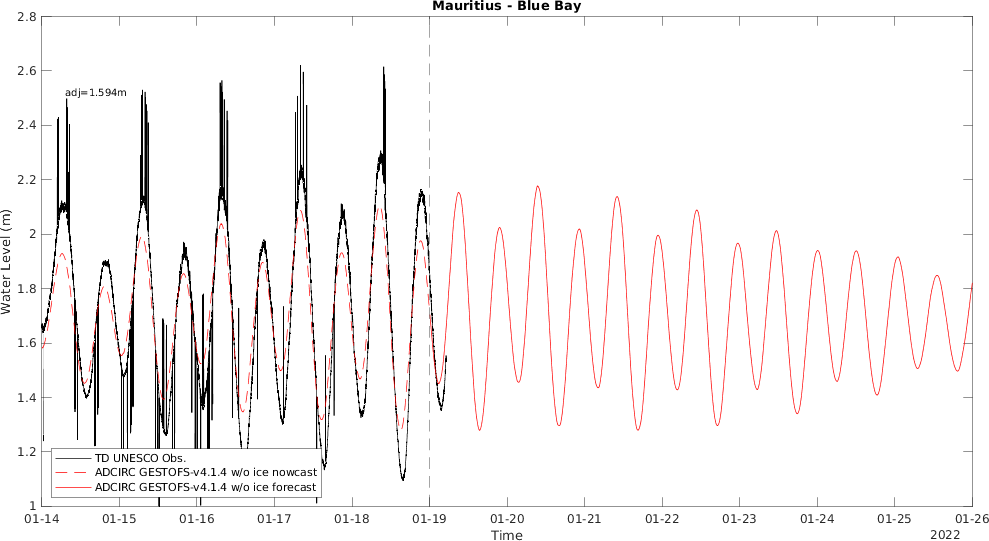 Mauritius - Blue Bay
2.8
2.6
2.4
2.2
2
1.8
1.6
1.4
1.2
1
Water Level (m)
adj=1.594m
TD UNESCO Obs.
ADCIRC GESTOFS-v4.1.4 w/o ice nowcast
ADCIRC GESTOFS-v4.1.4 w/o ice forecast
01-14 01-15 01-16 01-17 01-18 01-19 01-20 01-21 01-22 01-23 01-24 01-25 01-26
Time
2022